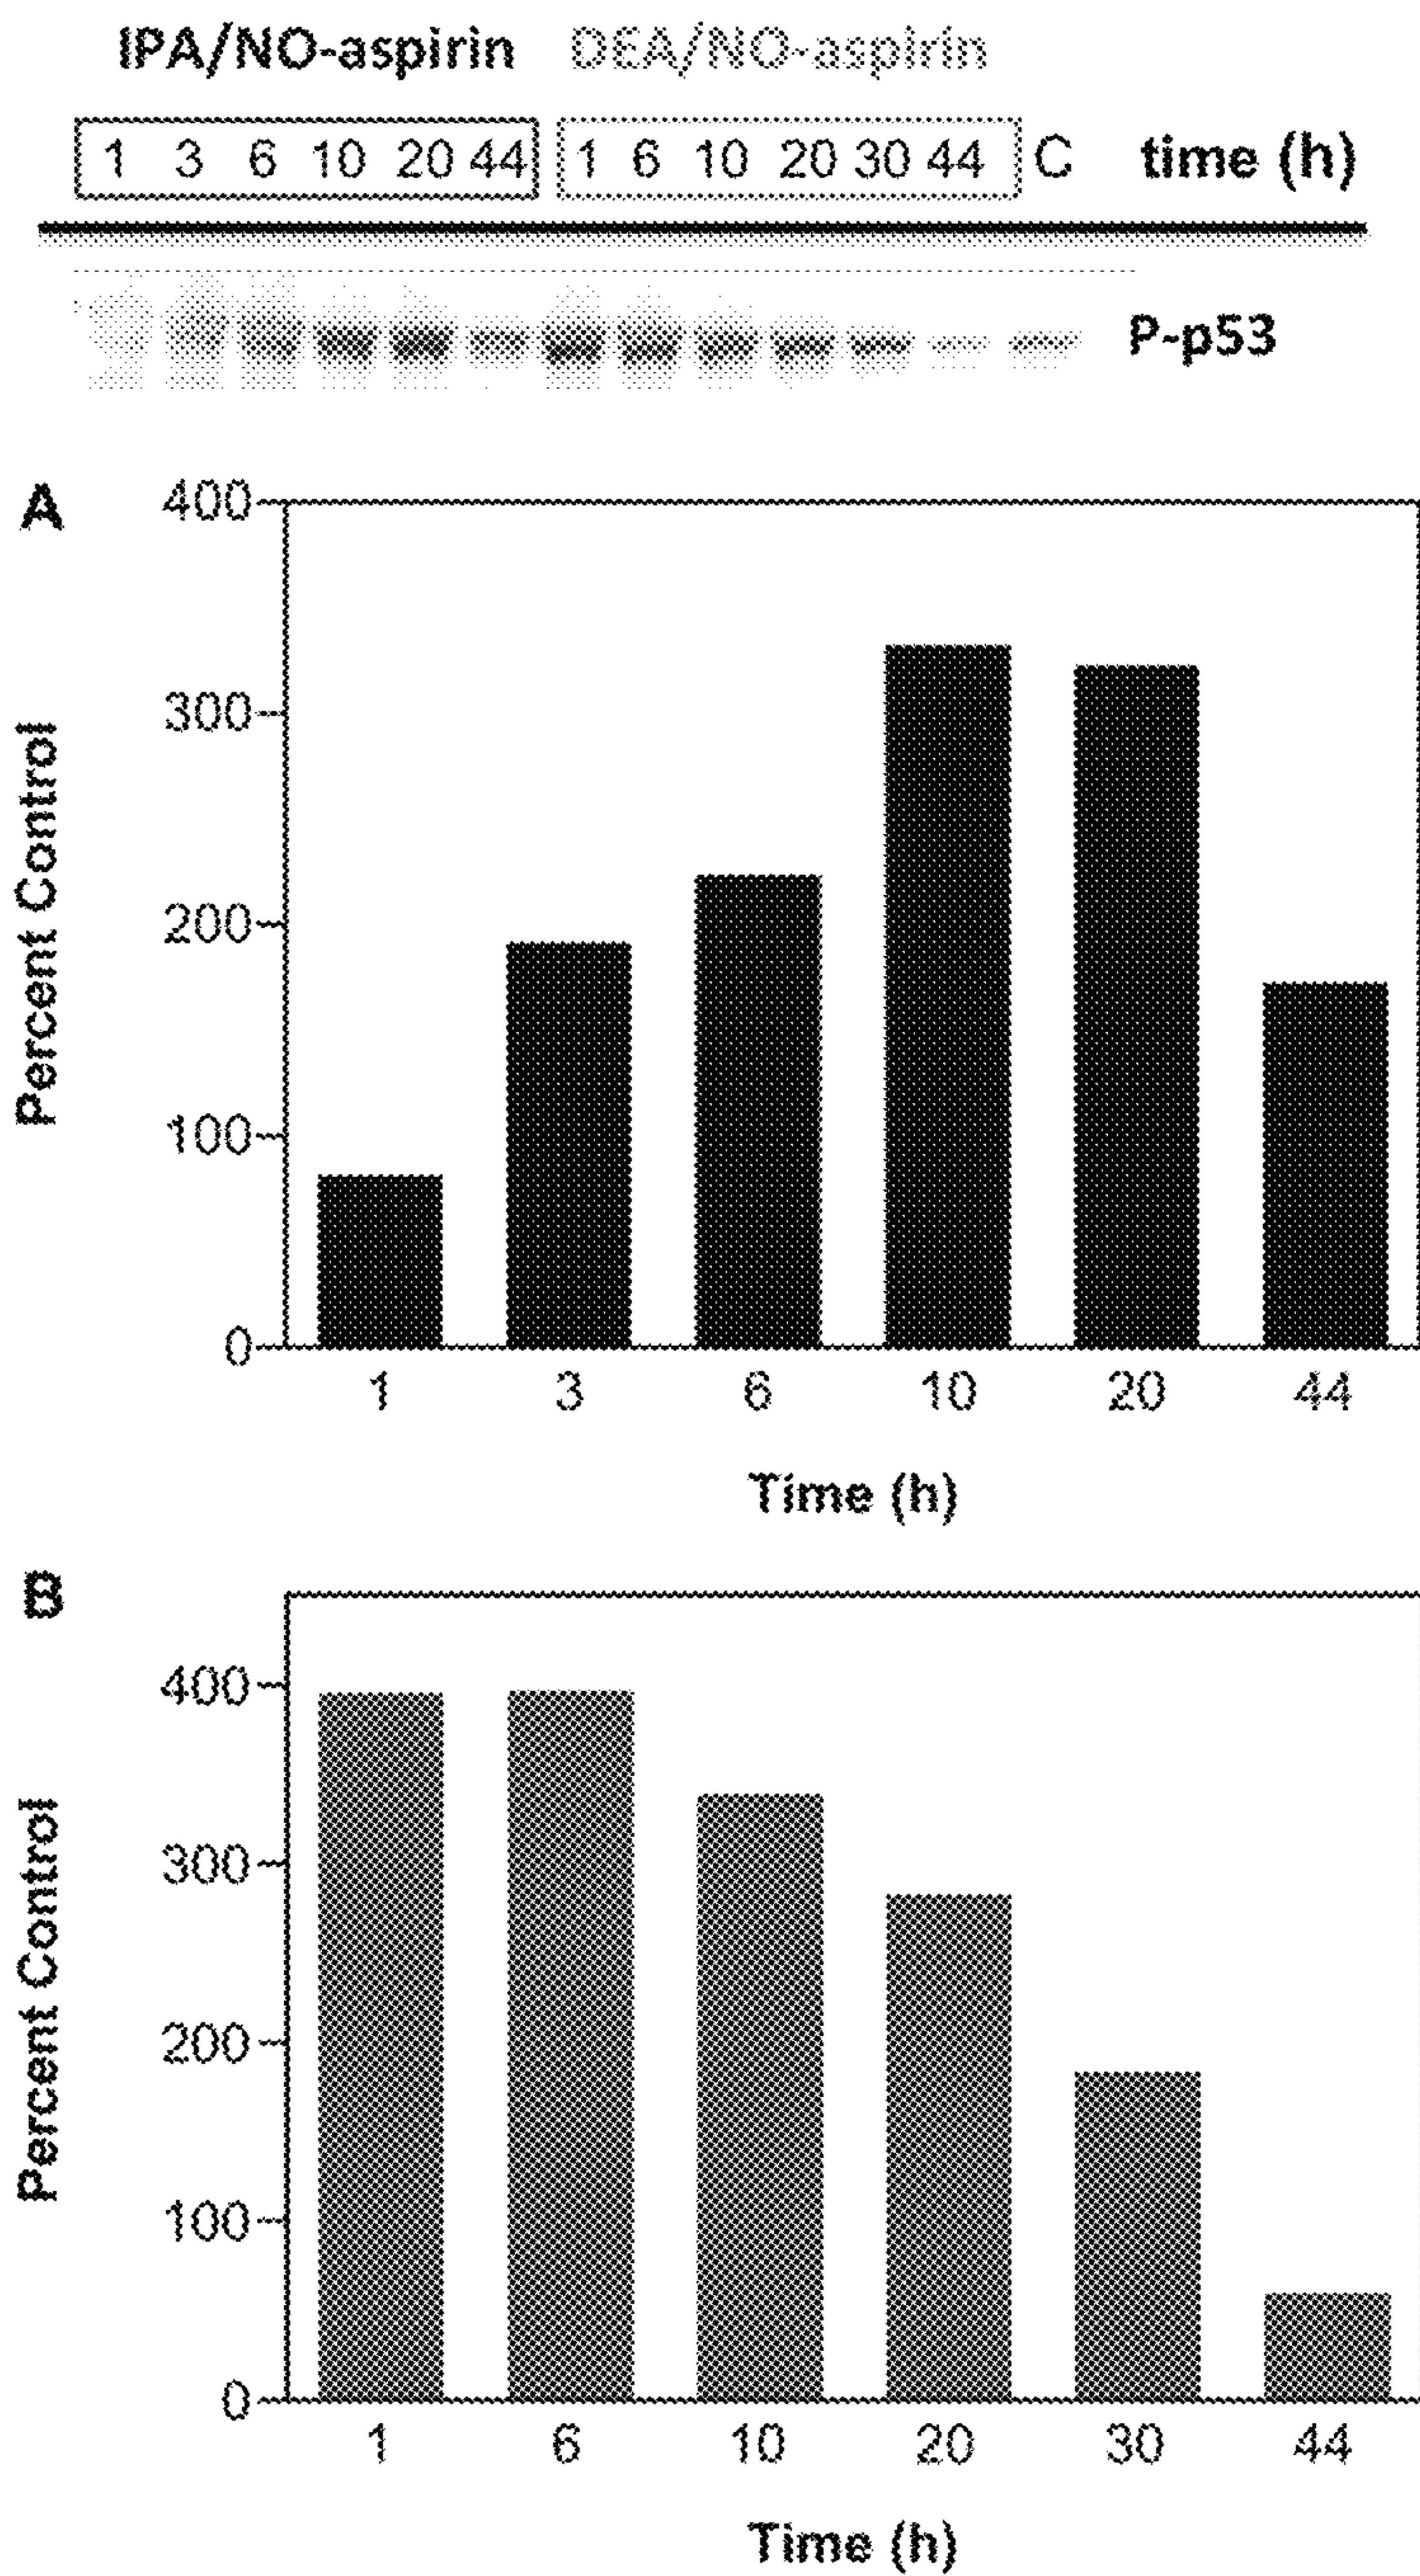 IPA/NO-aspirin DEA/NO-aspirin
1 3 6 10 20 44 1 6 10 20 30 44 C time (h)
P-p53
A
400
300
200
100
0
Percent Control
1 3 6 10 20 44
Time (h)
B
400
300
200
100
0
Percent Control
1 6 10 20 30 44
Time (h)